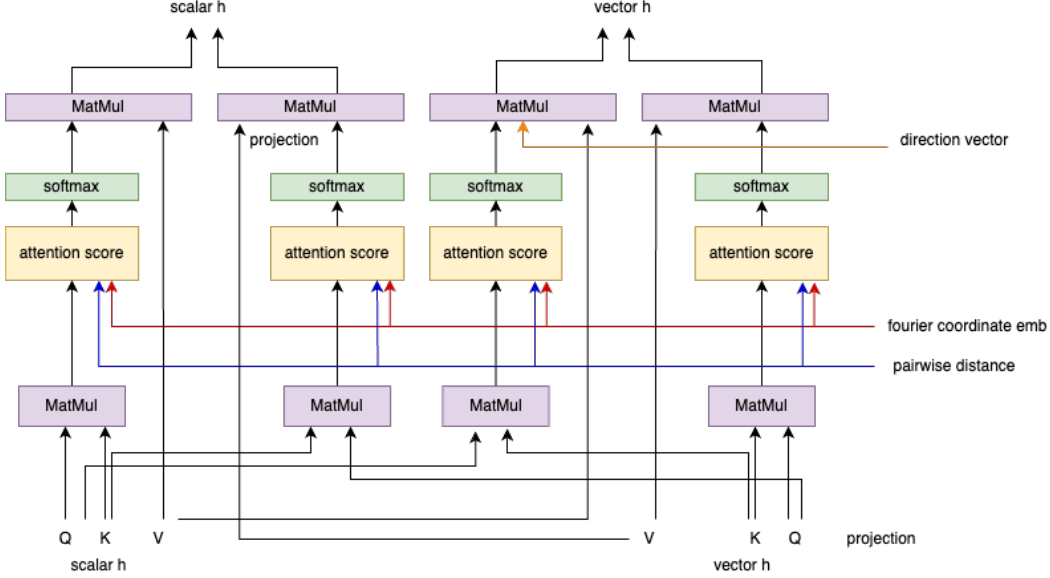 scalar h
vector h
MatMul
MatMul
MatMul
MatMul
projection
direction vector
softmax
softmax
softmax
softmax
attention score
attention score
attention score
attention score
fourier coordinate emb
pairwise distance
MatMul
MatMul
MatMul
MatMul
Q
K
V
V
K
Q
projection
scalar h
vector h